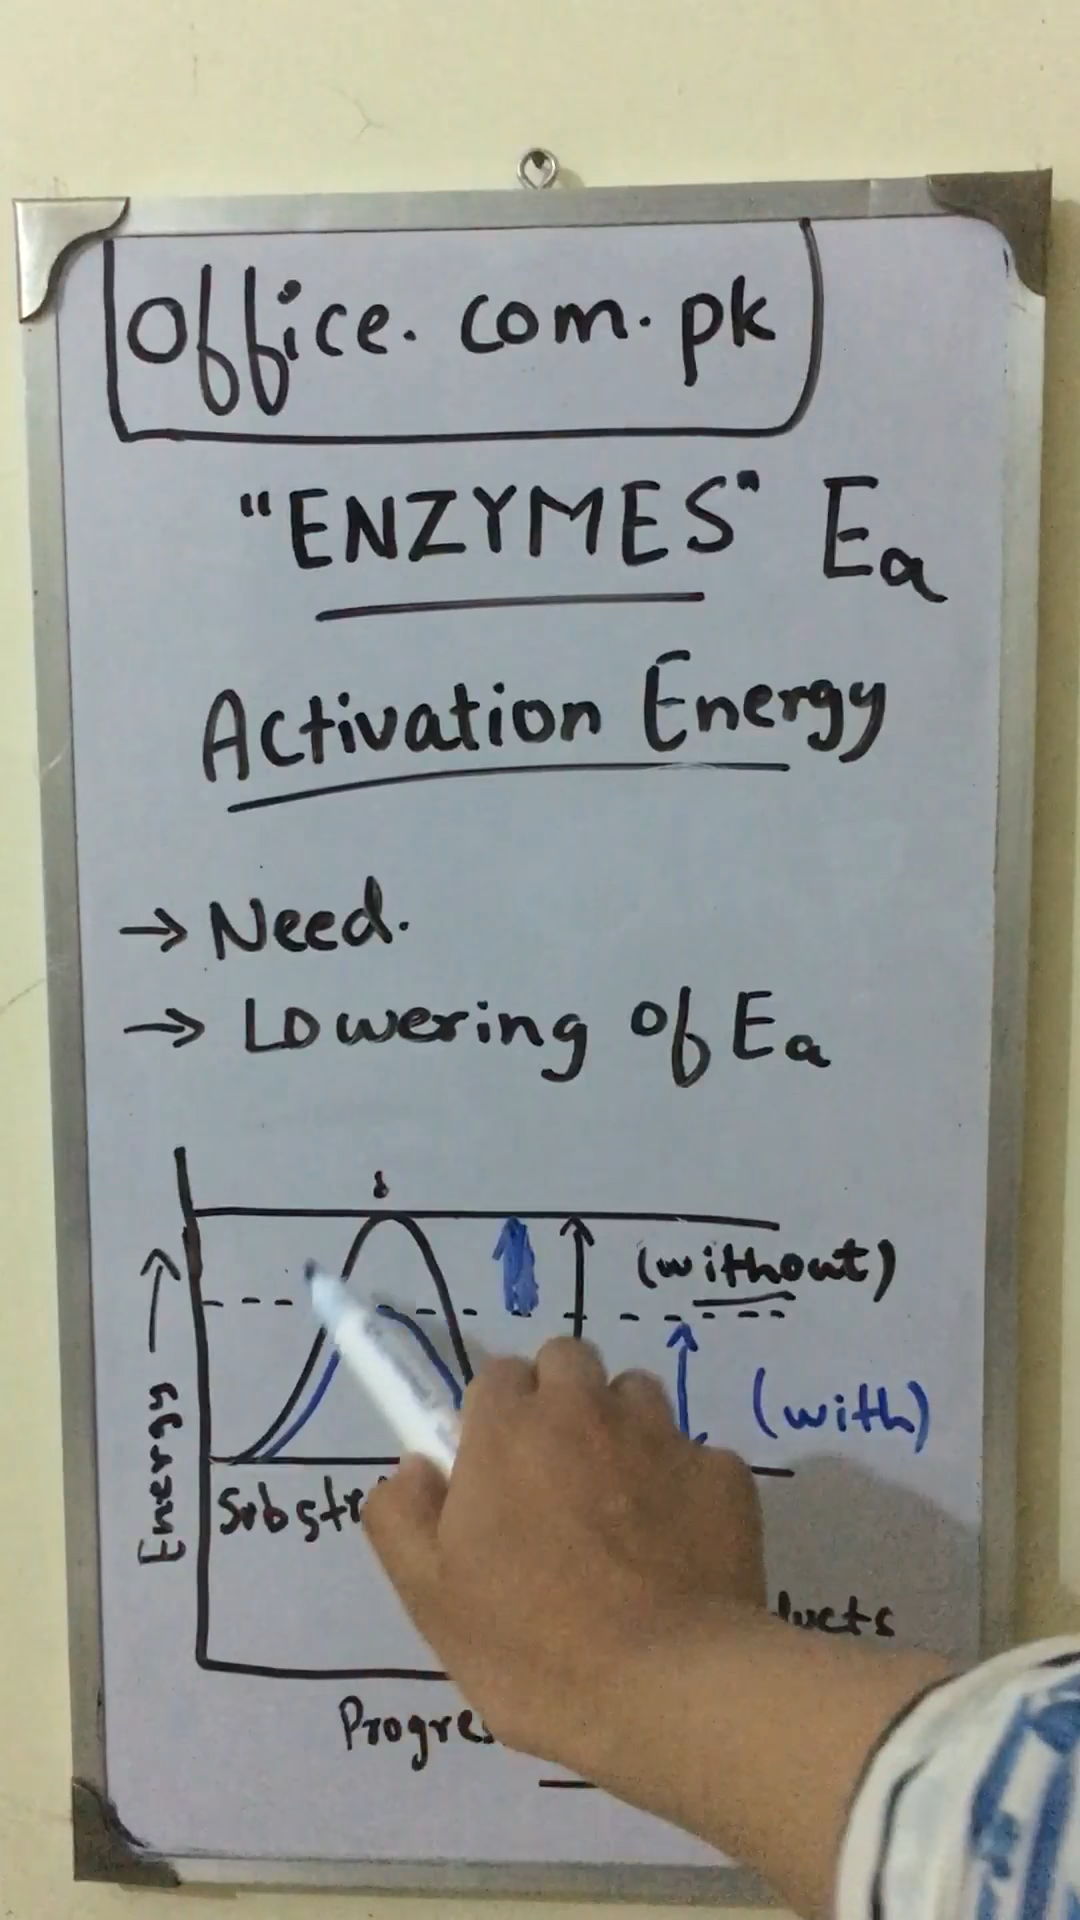 Office.com.pk
"ENZYMES" Ea
Activation Energy
→ Need.
→ Lowering of Ea
(without)
(with)
Energy →